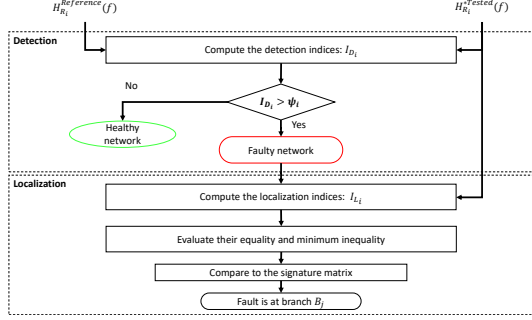 H_{R_i}^{Reference}(f)
H_{R_i}^{*Tested}(f)
Detection
Compute the detection indices: I_{D_i}
No
I_{D_i} > ψ_i
Yes
Healthy
network
Faulty network
Localization
Compute the localization indices: I_{L_i}
Evaluate their equality and minimum inequality
Compare to the signature matrix
Fault is at branch B_j